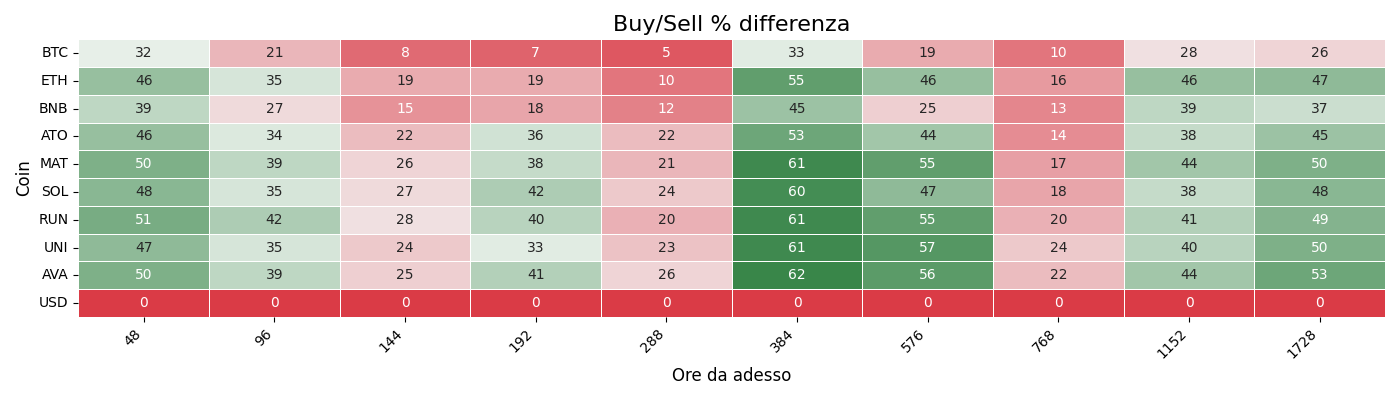 Buy/Sell % differenza
Coin
BTC 32 21 8 7 5 33 19 10 28 26
ETH 46 35 19 19 10 55 46 16 46 47
BNB 39 27 15 18 12 45 25 13 39 37
ATO 46 34 22 36 22 53 44 14 38 45
MAT 50 39 26 38 21 61 55 17 44 50
SOL 48 35 27 42 24 60 47 18 38 48
RUN 51 42 28 40 20 61 55 20 41 49
UNI 47 35 24 33 23 61 57 24 40 50
AVA 50 39 25 41 26 62 56 22 44 53
USD 0 0 0 0 0 0 0 0 0 0
48 96 144 192 288 384 576 768 1152 1728
Ore da adesso